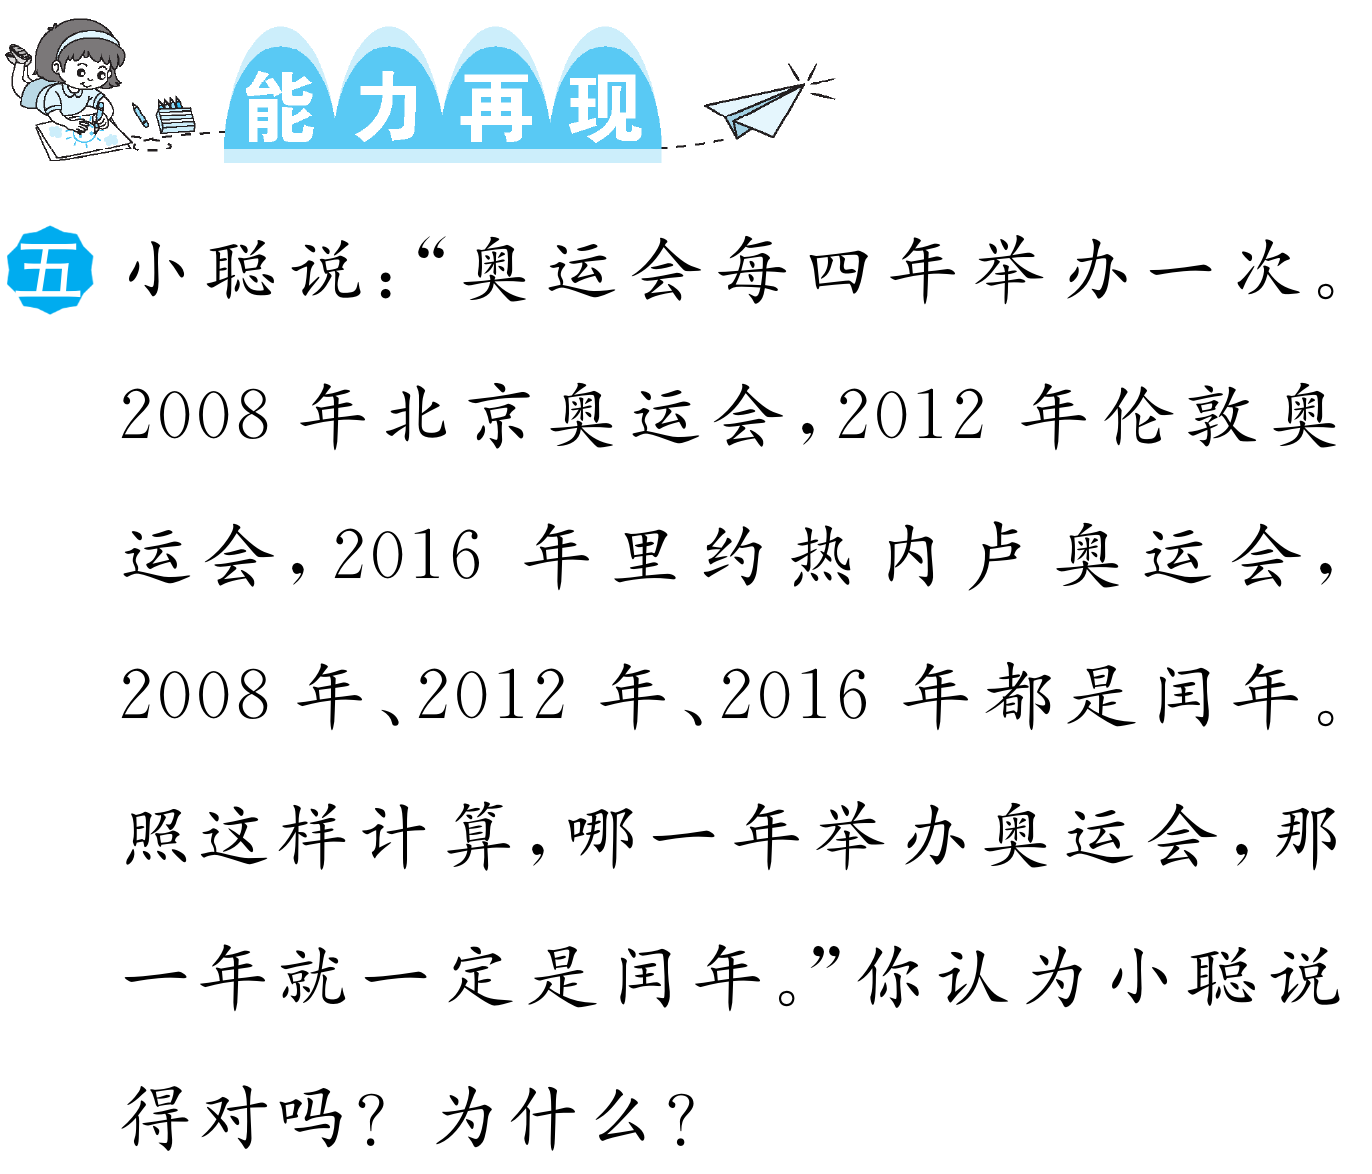 能力再现
五 小聪说:“奥运会每四年举办一次。
2008 年北京奥运会,2012 年伦敦奥
运会,2016 年里约热内卢奥运会,
2008 年、2012 年、2016 年都是闰年。
照这样计算,哪一年举办奥运会,那
一年就一定是闰年。”你认为小聪说
得对吗? 为什么?